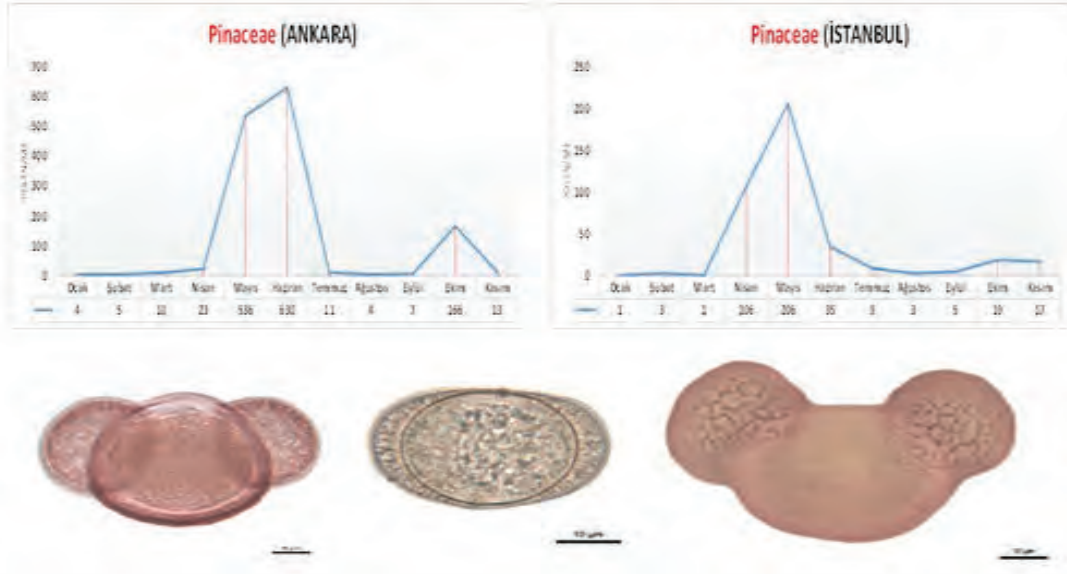 Pinaceae (ANKARA)
700
600
500
400
300
200
100
0
Ocak Şubat Mart Nisan Mayıs Haziran Temmuz Ağustos Eylül Ekim Kasım
4 5 10 23 536 630 11 4 7 166 13
Pinaceae (İSTANBUL)
250
200
150
100
50
0
Ocak Şubat Mart Nisan Mayıs Haziran Temmuz Ağustos Eylül Ekim Kasım
1 3 1 106 206 35 9 3 5 19 17
10 µm